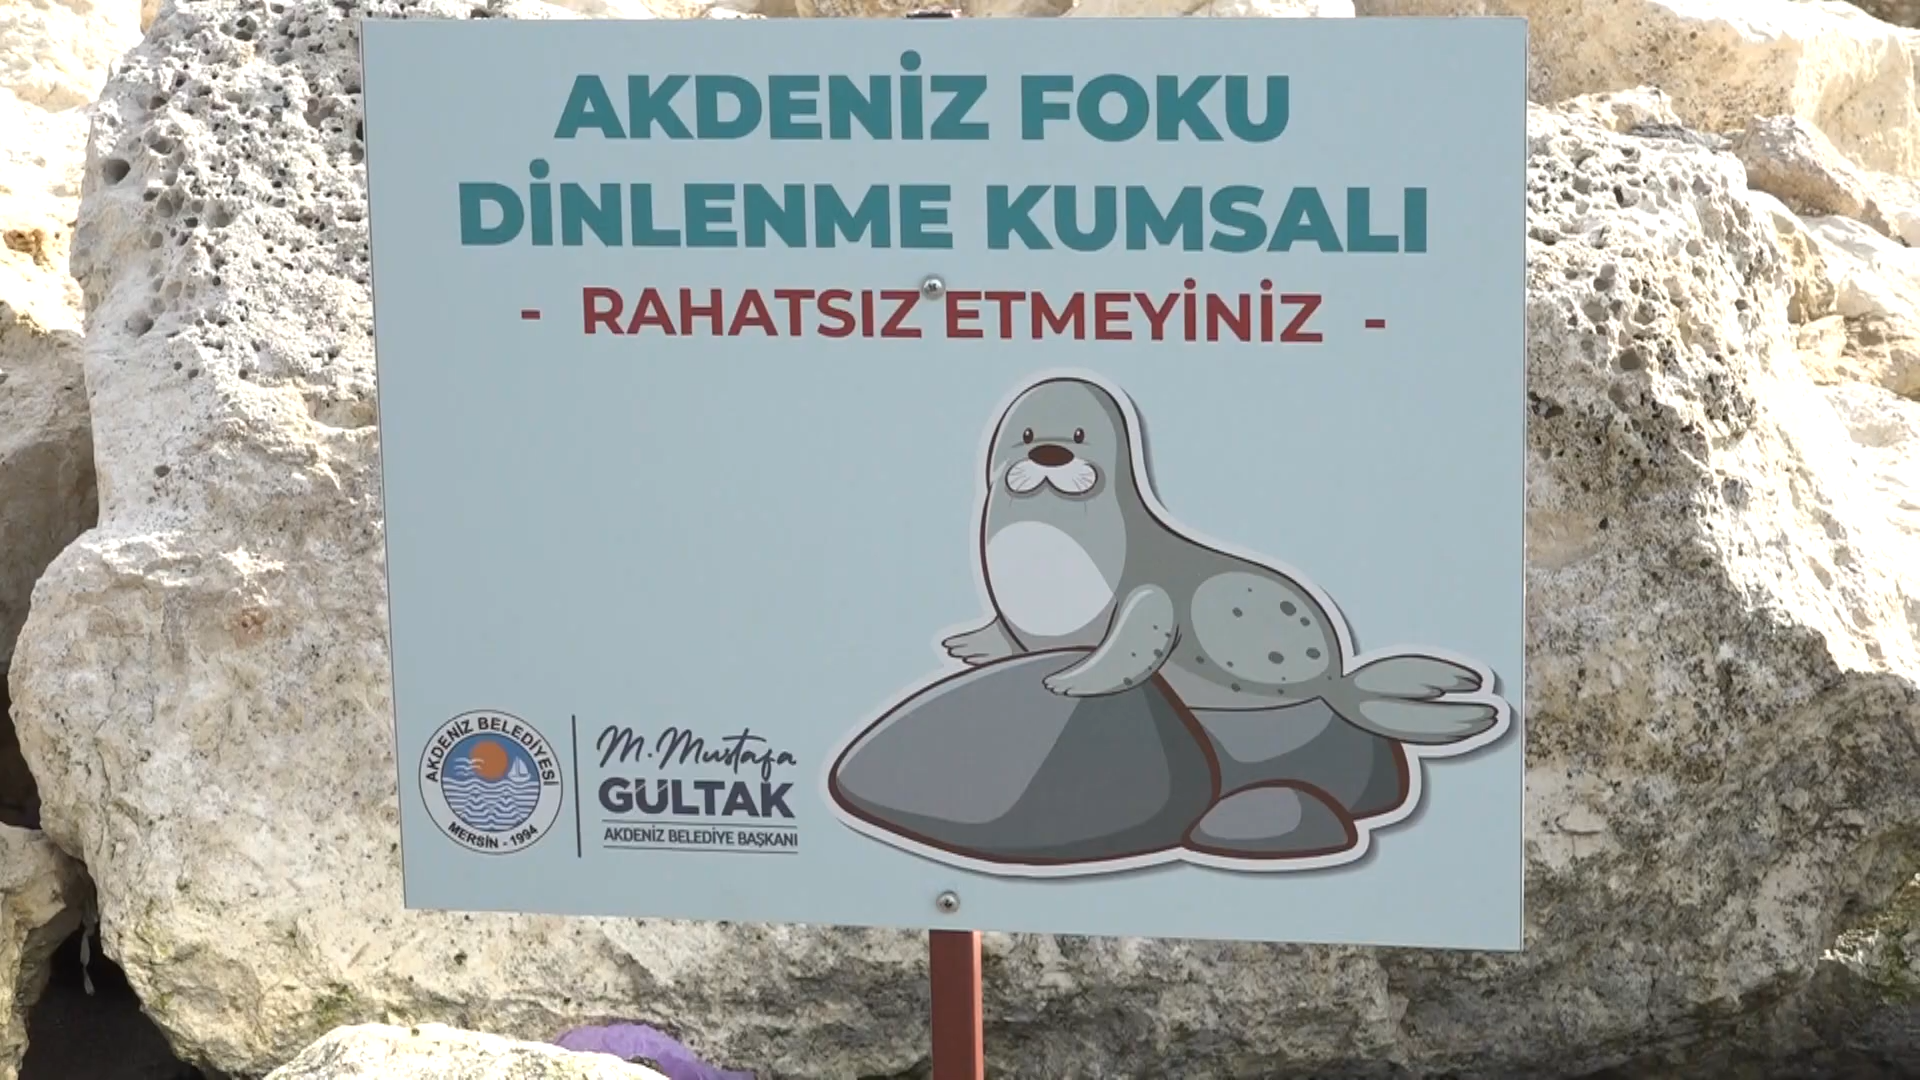 AKDENİZ FOKU
DİNLENME KUMSALI
- RAHATSIZ ETMEYİNİZ -
AKDENİZ BELEDİYESİ
MERSİN - 1994
M. Mustafa
GÜLTAK
AKDENİZ BELEDİYE BAŞKANI